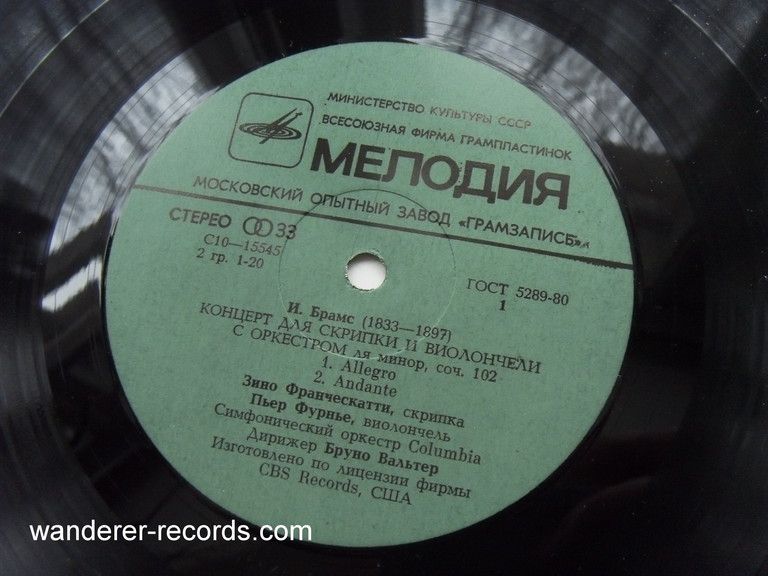 МИНИСТЕРСТВО КУЛЬТУРЫ СССР
ВСЕСОЮЗНАЯ ФИРМА ГРАМПЛАСТИНОК
МЕЛОДИЯ
МОСКОВСКИЙ ОПЫТНЫЙ ЗАВОД «ГРАМЗАПИСЬ»
СТЕРЕО 33
С10—15545
2 гр. 1-20
ГОСТ 5289-80
1
И. Брамс (1833—1897)
КОНЦЕРТ ДЛЯ СКРИПКИ И ВИОЛОНЧЕЛИ
С ОРКЕСТРОМ ля минор, соч. 102
1. Allegro
2. Andante
Зино Франческатти, скрипка
Пьер Фурнье, виолончель
Симфонический оркестр Columbia
Дирижер Бруно Вальтер
Изготовлено по лицензии фирмы
CBS Records, США
wanderer-records.com